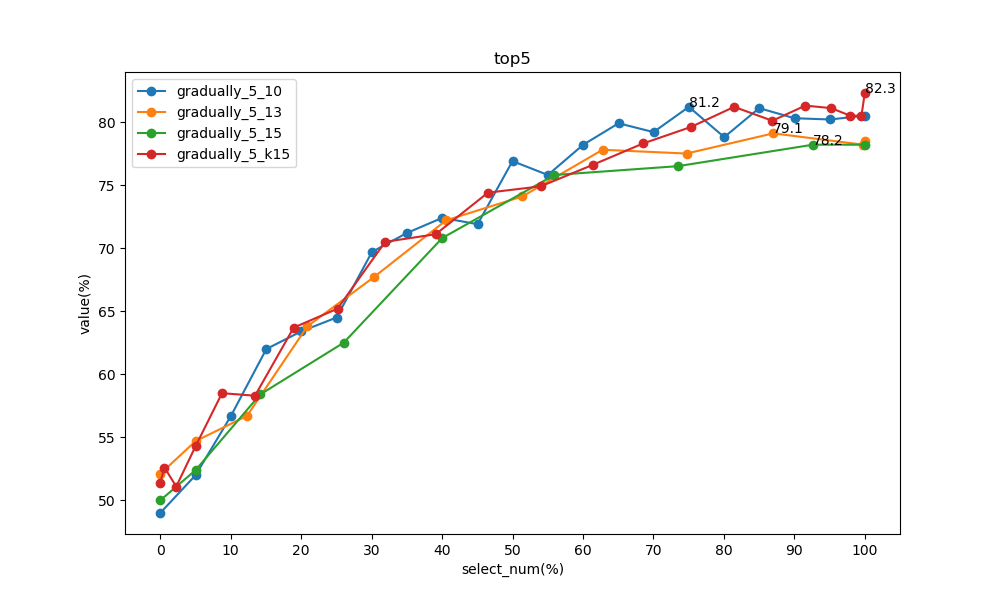 top5
gradually_5_10
gradually_5_13
gradually_5_15
gradually_5_k15
82.3
81.2
79.1
78.2
value(%)
80
75
70
65
60
55
50
0 10 20 30 40 50 60 70 80 90 100
select_num(%)